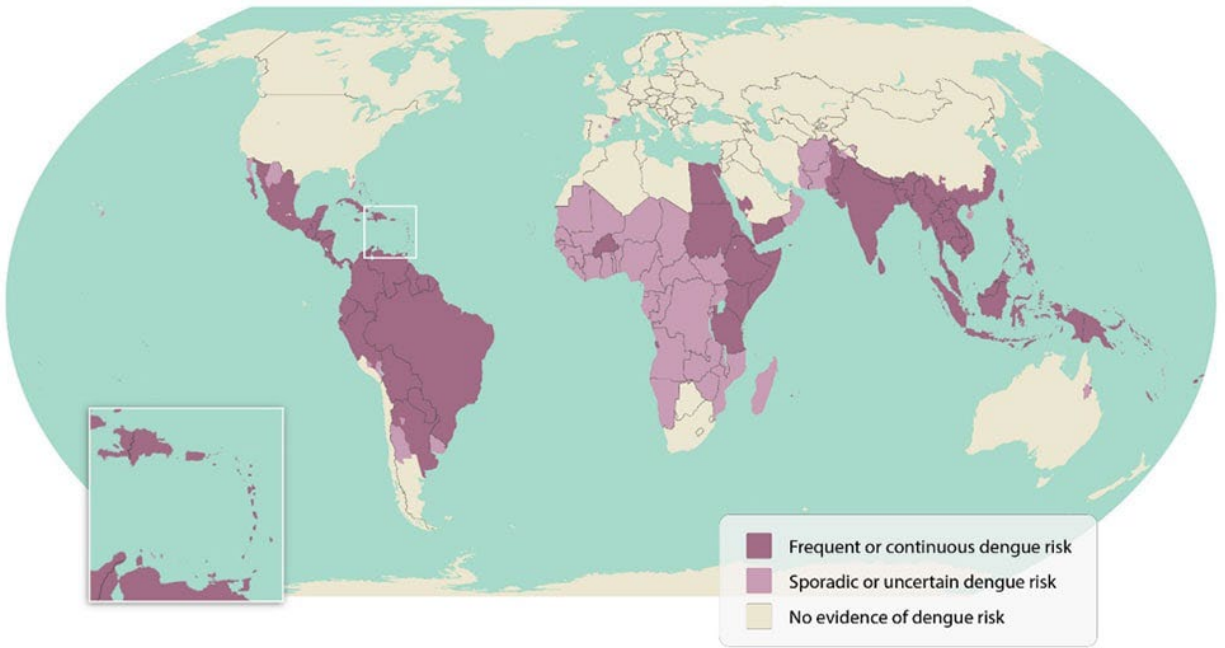 Frequent or continuous dengue risk
Sporadic or uncertain dengue risk
No evidence of dengue risk